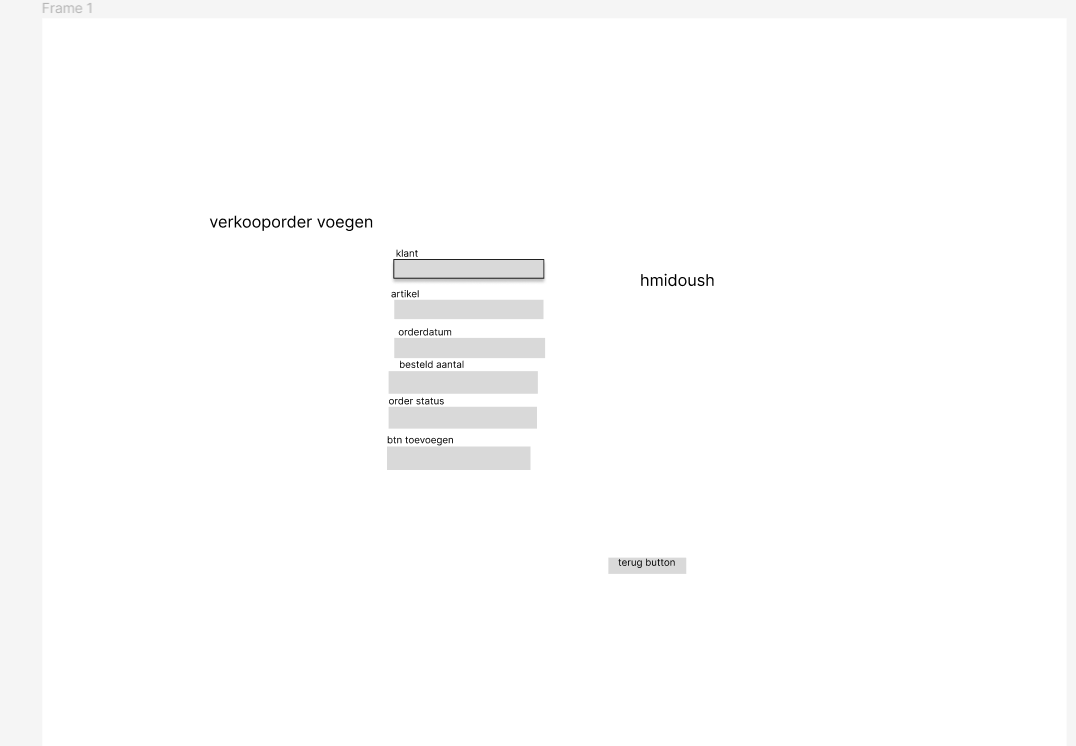 Frame 1
verkooporder voegen
klant
hmidoush
artikel
orderdatum
besteld aantal
order status
btn toevoegen
terug button